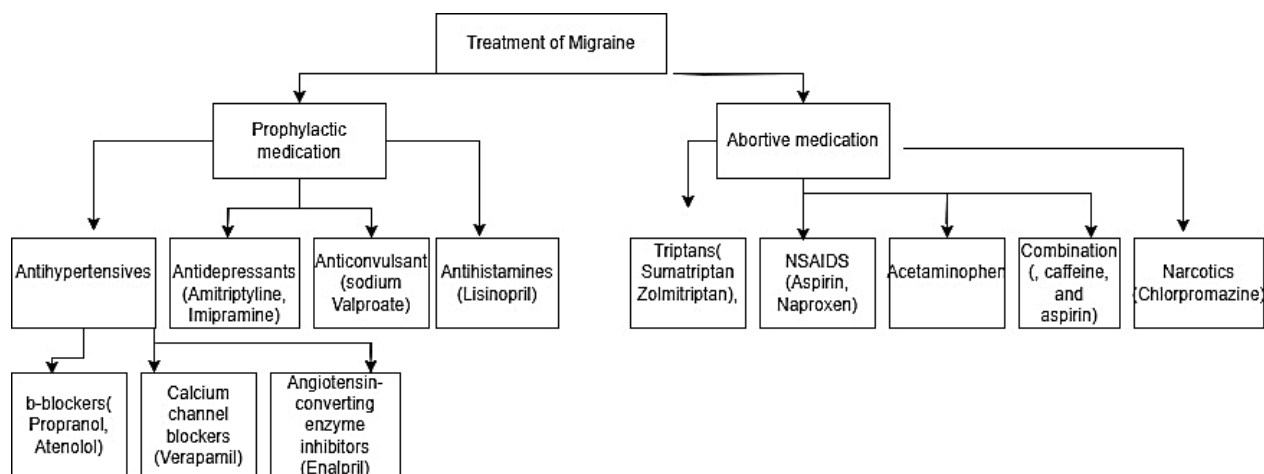 Treatment of Migraine
Prophylactic
medication
Abortive medication
Antihypertensives
Antidepressants
(Amitriptyline,
Imipramine)
Anticonvulsant
(sodium
Valproate)
Antihistamines
(Lisinopril)
Triptans(
Sumatriptan
Zolmitriptan),
NSAIDS
(Aspirin,
Naproxen)
Acetaminophen
Combination
(, caffeine,
and
aspirin)
Narcotics
(Chlorpromazine)
b-blockers(
Propranol,
Atenolol)
Calcium
channel
blockers
(Verapamil)
Angiotensin-
converting
enzyme
inhibitors
(Enalpril)